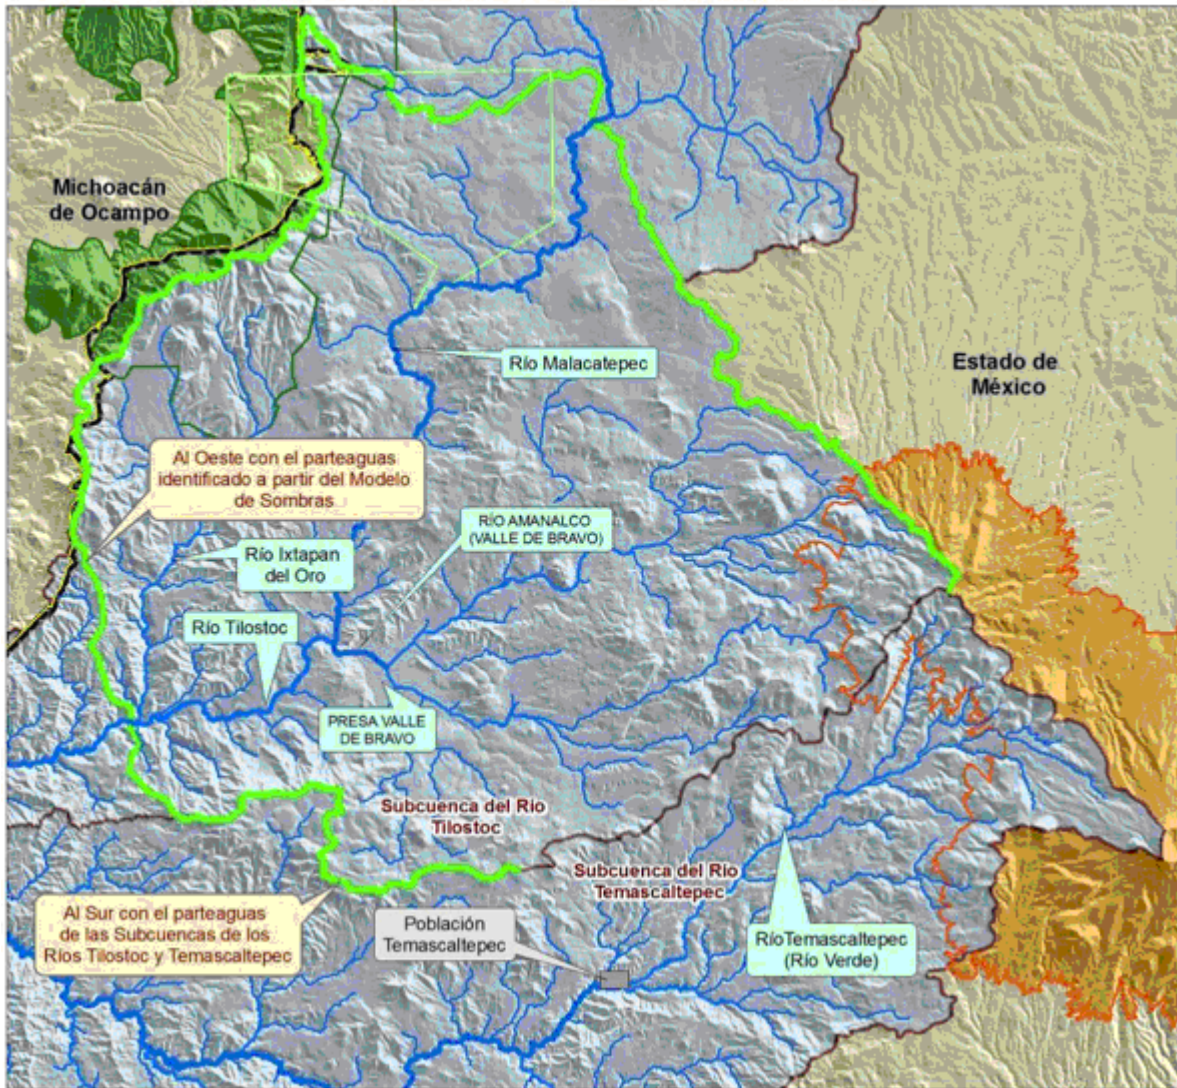 Michoacán
de Ocampo
Río Malacatepec
Estado de
México
Al Oeste con el parteaguas
identificado a partir del Modelo
de Sombras
RÍO AMANALCO
(VALLE DE BRAVO)
Río Ixtapan
del Oro
Río Tilostoc
PRESA VALLE
DE BRAVO
Subcuenca del Río
Tilostoc
Subcuenca del Río
Temascaltepec
Al Sur con el parteaguas
de las Subcuencas de los
Ríos Tilostoc y Temascaltepec
Población
Temascaltepec
RíoTemascaltepec
(Río Verde)